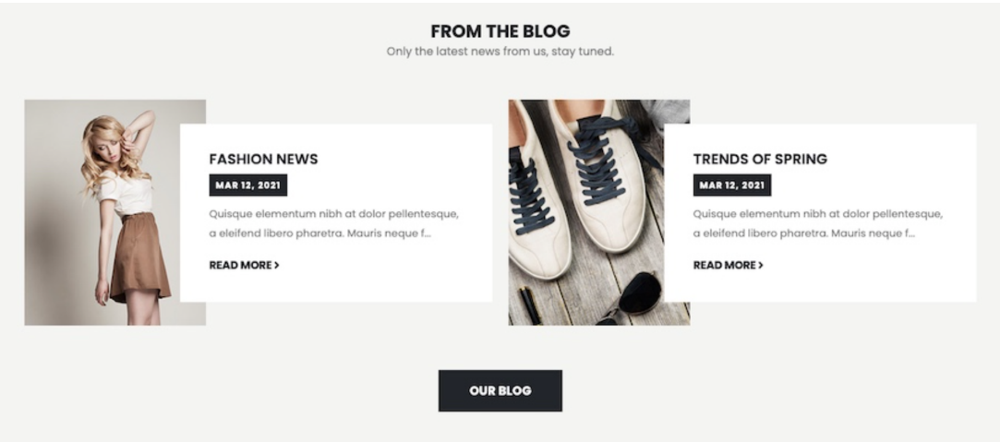 FROM THE BLOG
Only the latest news from us, stay tuned.
FASHION NEWS
MAR 12, 2021
Quisque elementum nibh at dolor pellentesque,
a eleifend libero pharetra. Mauris neque f...
READ MORE >
TRENDS OF SPRING
MAR 12, 2021
Quisque elementum nibh at dolor pellentesque,
a eleifend libero pharetra. Mauris neque f...
READ MORE >
OUR BLOG